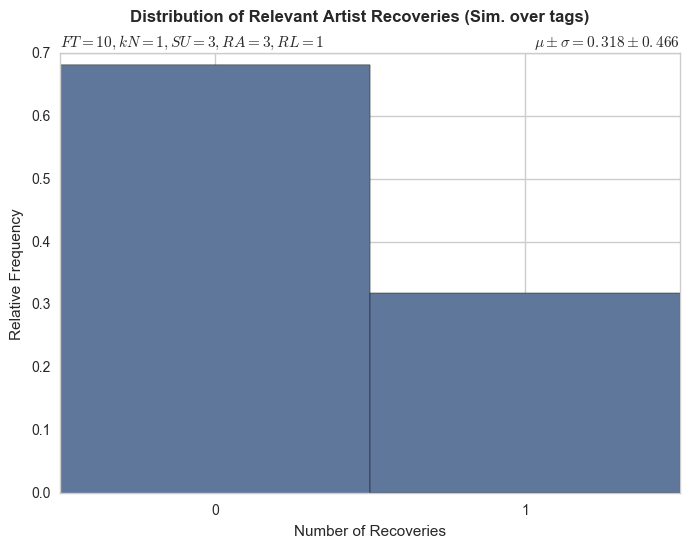 Distribution of Relevant Artist Recoveries (Sim. over tags)
FT = 10, kN = 1, SU = 3, RA = 3, RL = 1
μ ± σ = 0.318 ± 0.466
0.7
0.6
0.5
0.4
0.3
0.2
0.1
0.0
Relative Frequency
0 1
Number of Recoveries